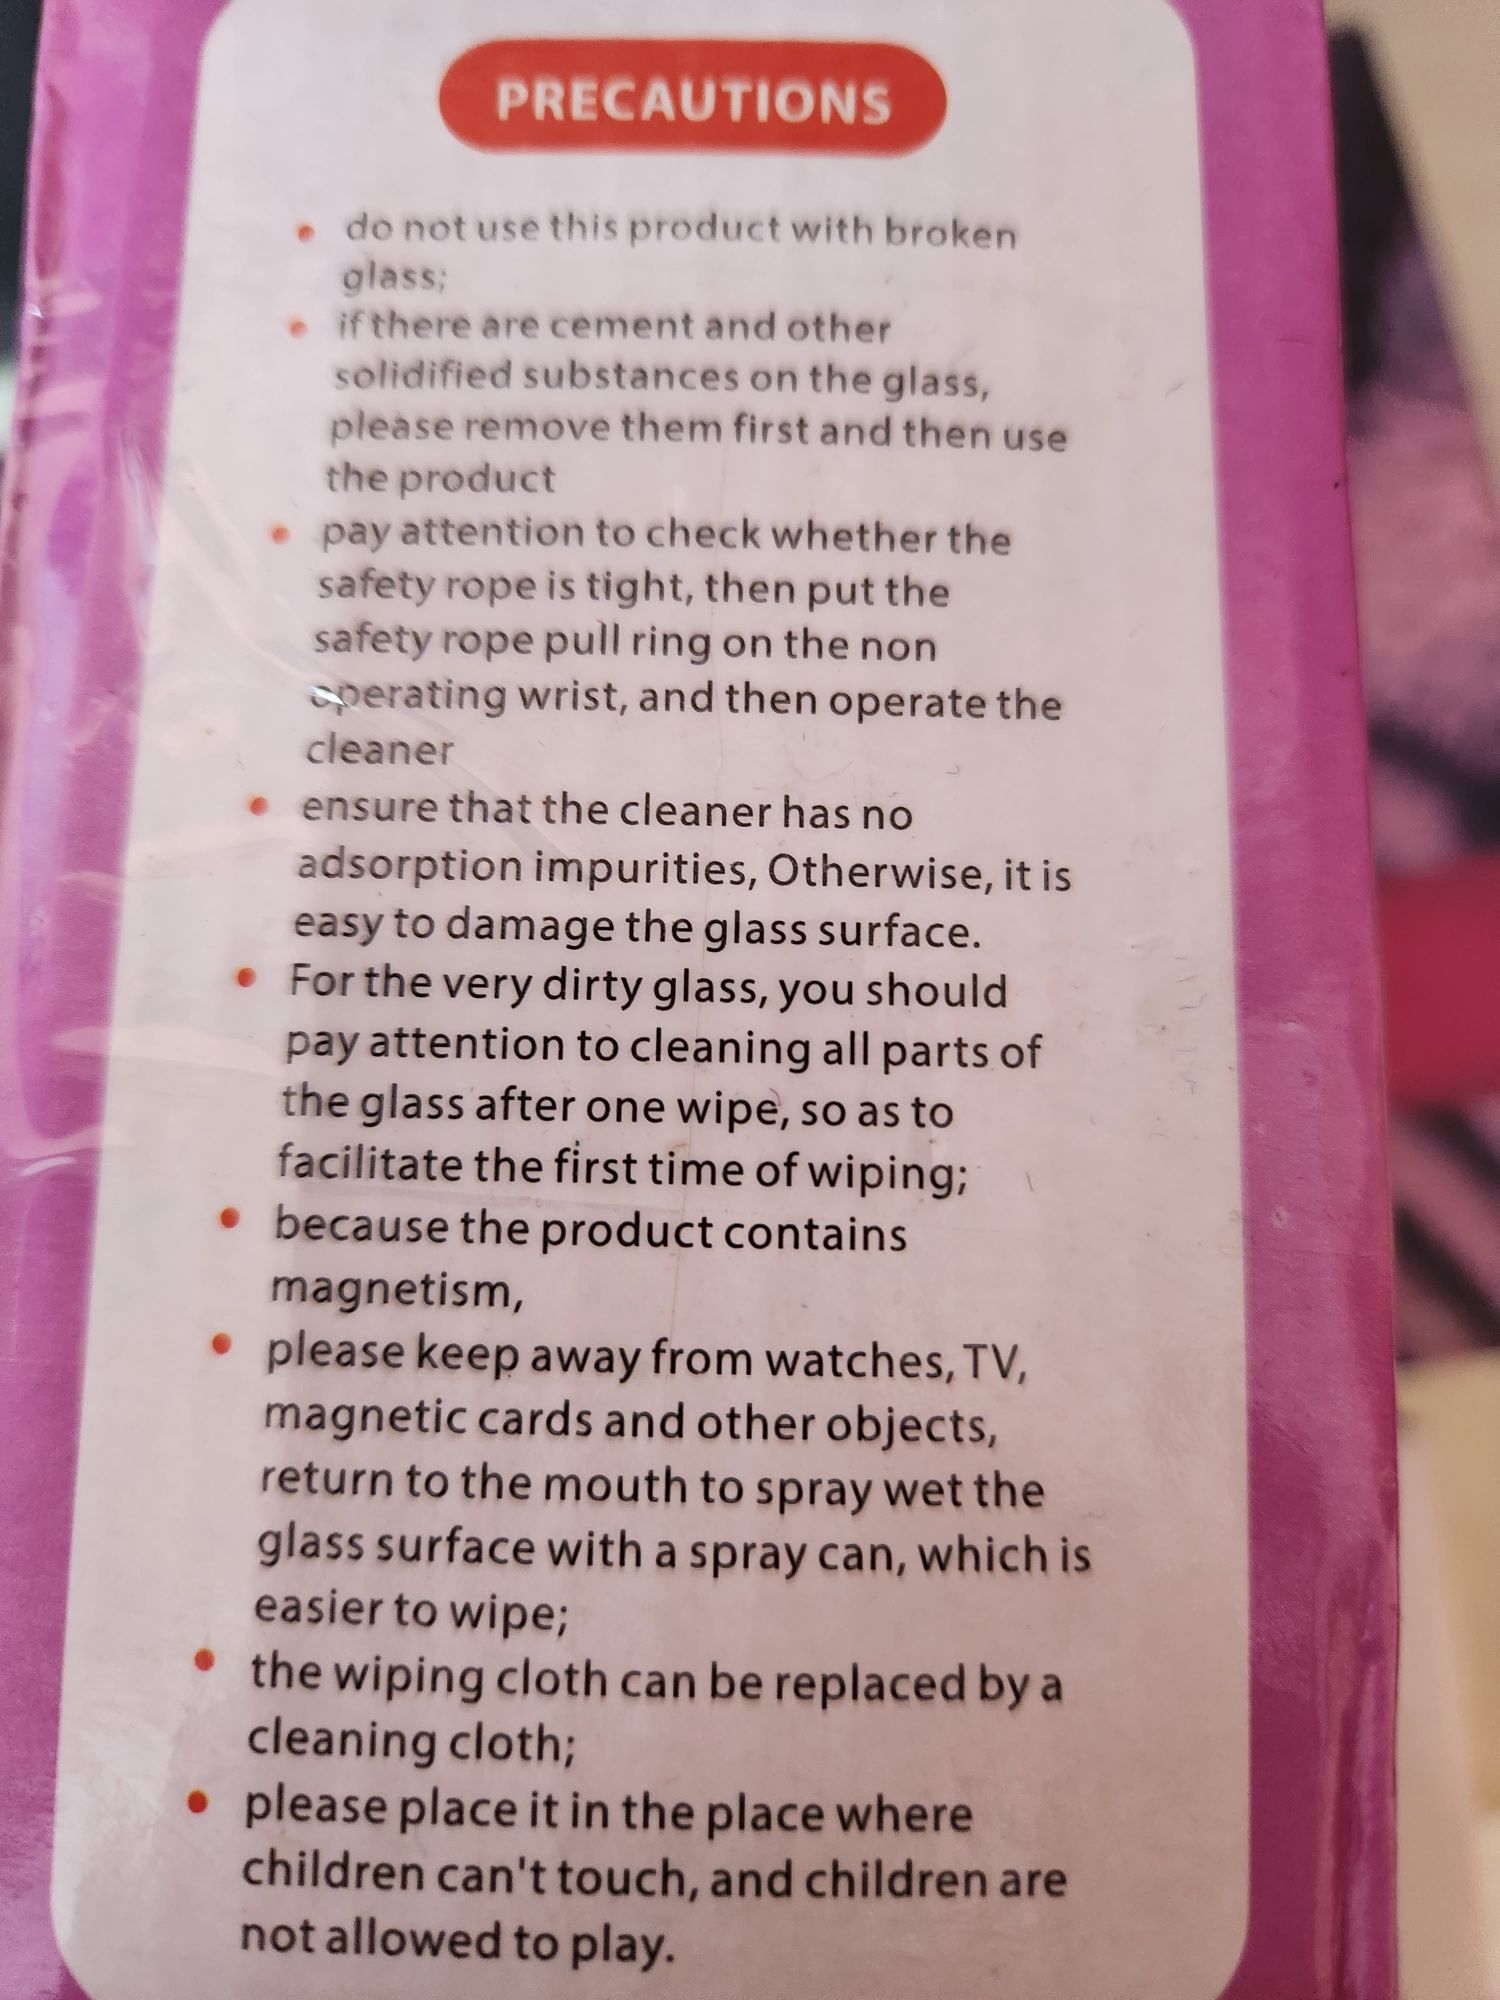 PRECAUTIONS
• do not use this product with broken
glass;
• if there are cement and other
solidified substances on the glass,
please remove them first and then use
the product
• pay attention to check whether the
safety rope is tight, then put the
safety rope pull ring on the non
operating wrist, and then operate the
cleaner
• ensure that the cleaner has no
adsorption impurities, Otherwise, it is
easy to damage the glass surface.
• For the very dirty glass, you should
pay attention to cleaning all parts of
the glass after one wipe, so as to
facilitate the first time of wiping;
• because the product contains
magnetism,
• please keep away from watches, TV,
magnetic cards and other objects,
return to the mouth to spray wet the
glass surface with a spray can, which is
easier to wipe;
• the wiping cloth can be replaced by a
cleaning cloth;
• please place it in the place where
children can't touch, and children are
not allowed to play.